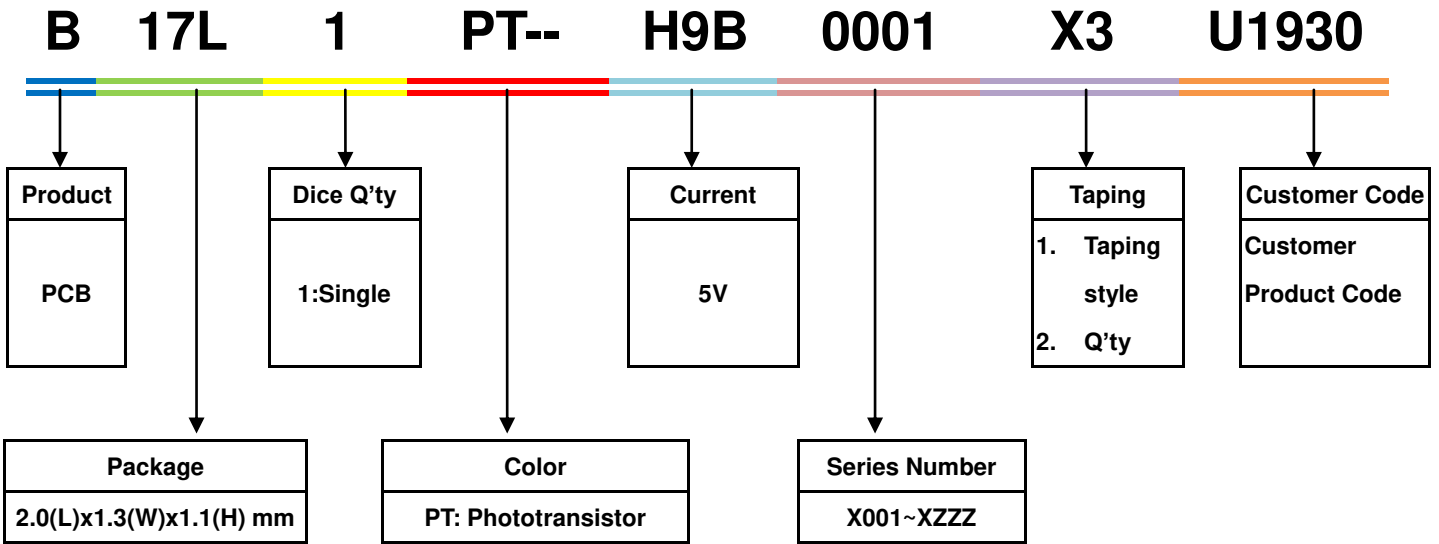 B 17L 1 PT-- H9B 0001 X3 U1930
Product
PCB
Dice Q’ty
1:Single
Current
5V
Taping
1. Taping
style
2. Q’ty
Customer Code
Customer
Product Code
Package
2.0(L)x1.3(W)x1.1(H) mm
Color
PT: Phototransistor
Series Number
X001~XZZZ